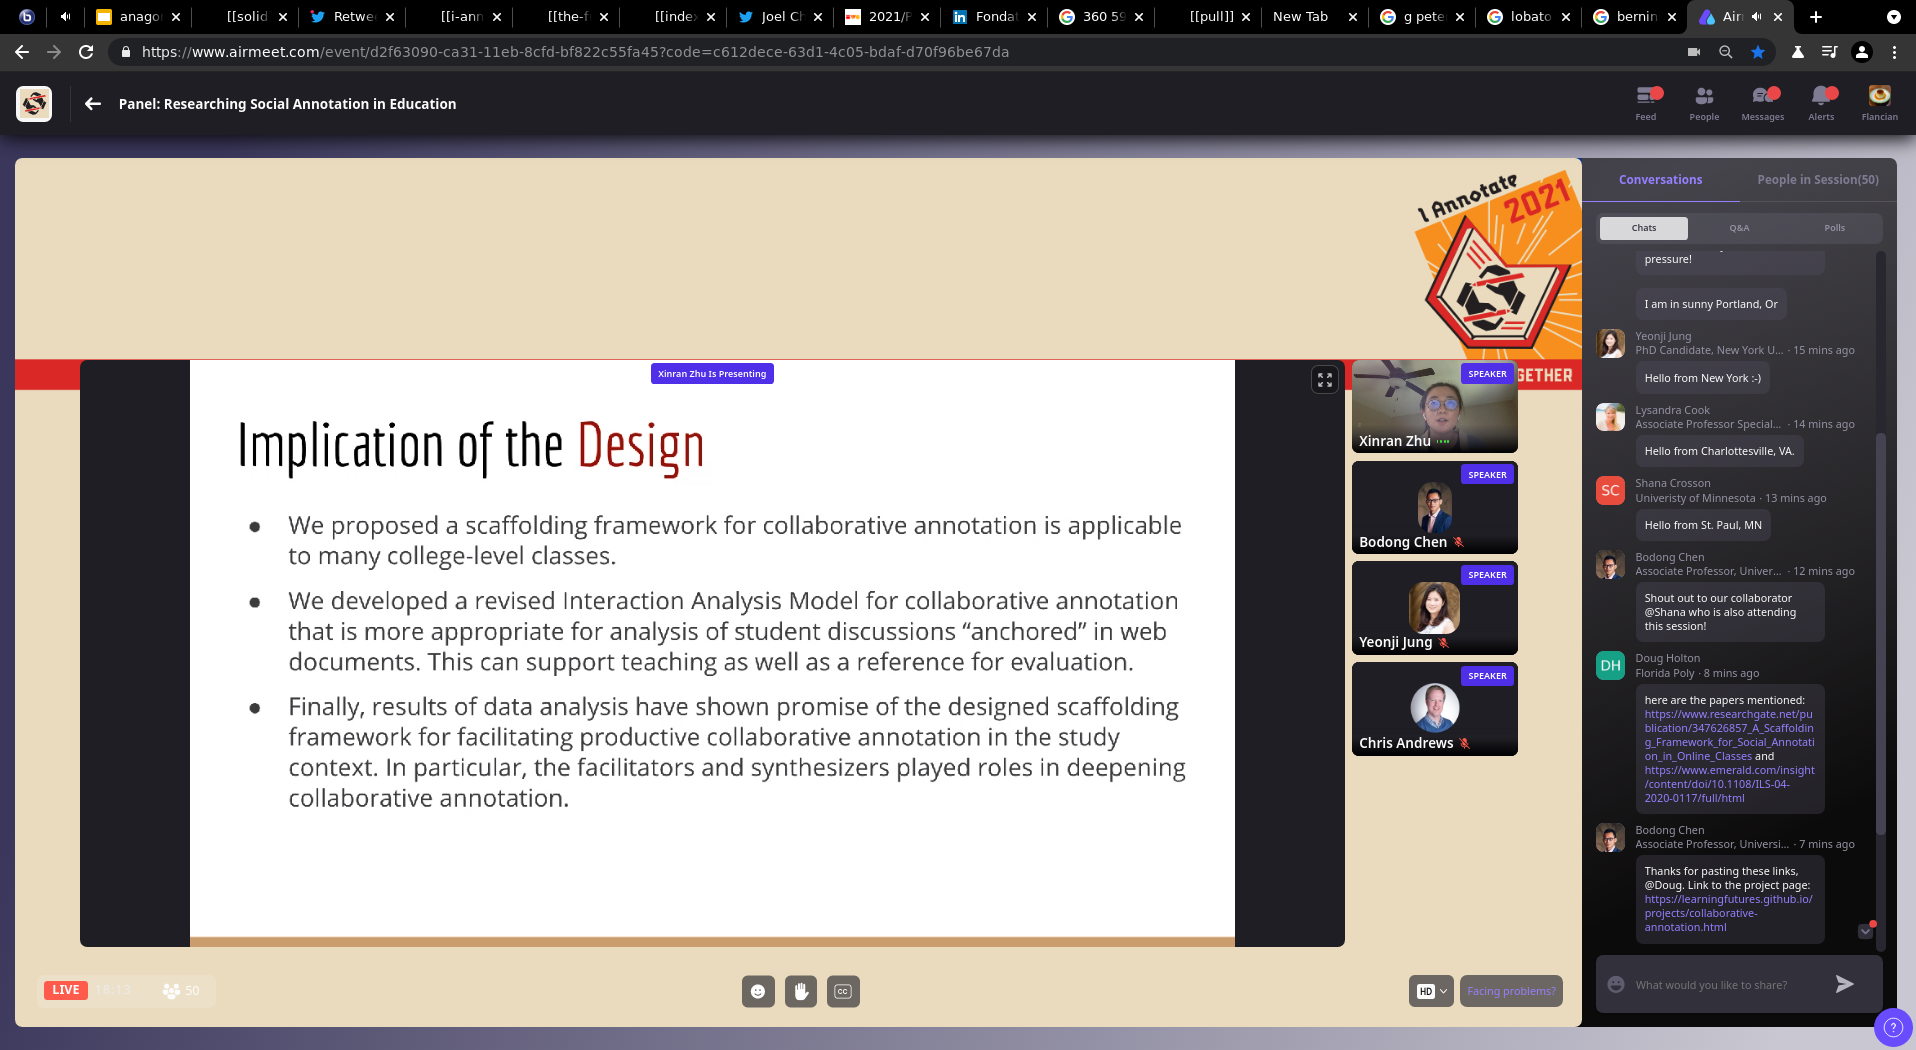 anago
[[solid
Retwe
[[i-ann
[[the-f
[[index
Joel Ch
2021/P
in Fondat
360 59
[[pull]]
New Tab
g pete
lobato
bernin
Air
https://www.airmeet.com/event/d2f63090-ca31-11eb-8cfd-bf822c55fa45?code=c612dece-63d1-4c05-bdaf-d70f96be67da
Panel: Researching Social Annotation in Education
Feed
People
Messages
Alerts
Flancian
I Annotate
2021
GETHER
Xinran Zhu Is Presenting
Implication of the Design
● We proposed a scaffolding framework for collaborative annotation is applicable
to many college-level classes.
● We developed a revised Interaction Analysis Model for collaborative annotation
that is more appropriate for analysis of student discussions “anchored” in web
documents. This can support teaching as well as a reference for evaluation.
● Finally, results of data analysis have shown promise of the designed scaffolding
framework for facilitating productive collaborative annotation in the study
context. In particular, the facilitators and synthesizers played roles in deepening
collaborative annotation.
SPEAKER
Xinran Zhu
SPEAKER
Bodong Chen
SPEAKER
Yeonji Jung
SPEAKER
Chris Andrews
LIVE 18:13 50
CC
HD
Facing problems?
Conversations
People in Session(50)
Chats
Q&A
Polls
pressure!
I am in sunny Portland, Or
Yeonji Jung
PhD Candidate, New York U... · 15 mins ago
Hello from New York :-)
Lysandra Cook
Associate Professor Special... · 14 mins ago
Hello from Charlottesville, VA.
SC
Shana Crosson
Univeristy of Minnesota · 13 mins ago
Hello from St. Paul, MN
Bodong Chen
Associate Professor, Univer... · 12 mins ago
Shout out to our collaborator
@Shana who is also attending
this session!
DH
Doug Holton
Florida Poly · 8 mins ago
here are the papers mentioned:
https://www.researchgate.net/pu
blication/347626857_A_Scaffoldin
g_Framework_for_Social_Annotati
on_in_Online_Classes and
https://www.emerald.com/insight
/content/doi/10.1108/ILS-04-
2020-0117/full/html
Bodong Chen
Associate Professor, Universi... · 7 mins ago
Thanks for pasting these links,
@Doug. Link to the project page:
https://learningfutures.github.io/
projects/collaborative-
annotation.html
What would you like to share?